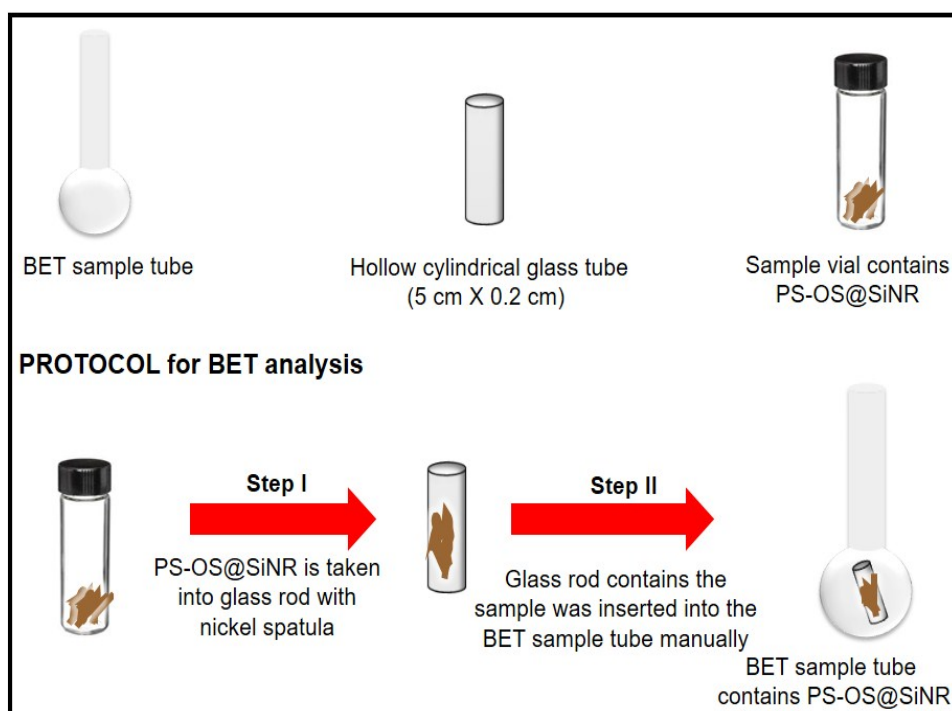 BET sample tube
Hollow cylindrical glass tube
(5 cm X 0.2 cm)
Sample vial contains
PS-OS@SiNR
PROTOCOL for BET analysis
Step I
PS-OS@SiNR is taken
into glass rod with
nickel spatula
Step II
Glass rod contains the
sample was inserted into the
BET sample tube manually
BET sample tube
contains PS-OS@SiNR